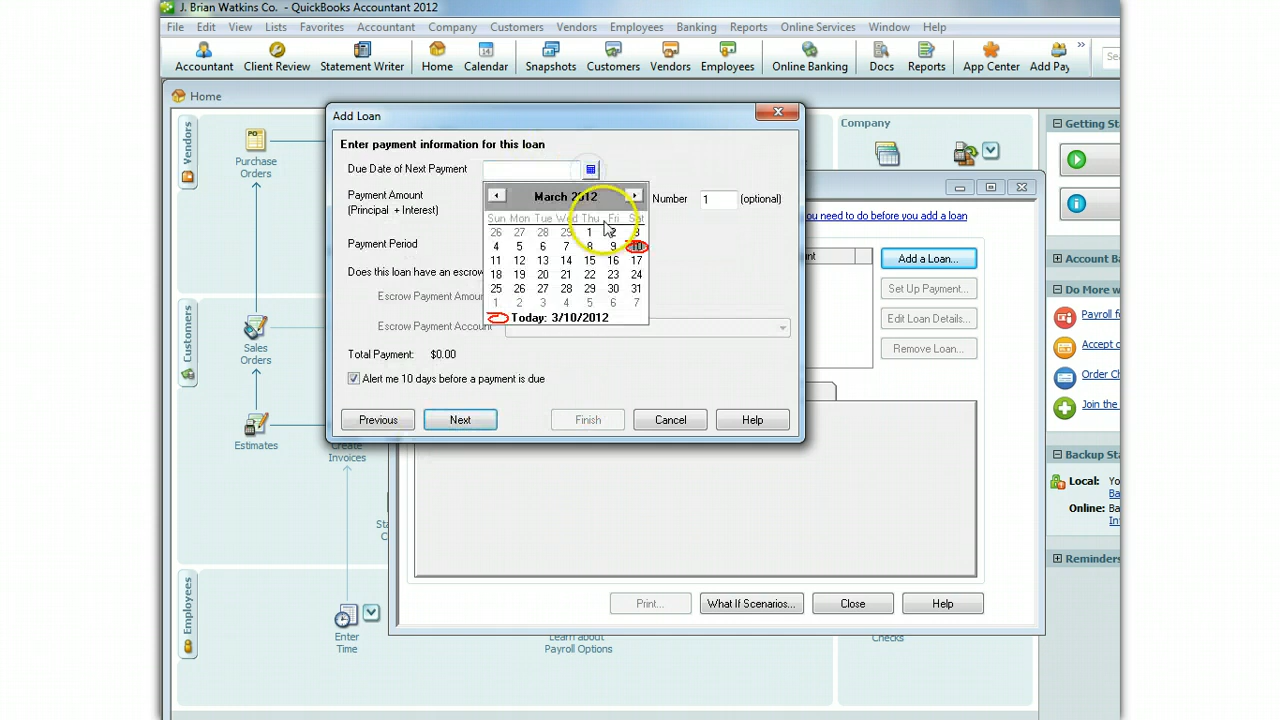 J. Brian Watkins Co. - QuickBooks Accountant 2012
File Edit View Lists Favorites Accountant Company Customers Vendors Employees Banking Reports Online Services Window Help
Accountant Client Review Statement Writer Home Calendar Snapshots Customers Vendors Employees Online Banking Docs Reports App Center Add Pay
Home
Vendors
PO
Purchase
Orders
Customers
Sales
Orders
Estimates
Create
Invoices
Employees
Enter
Time
Learn about
Payroll Options
Checks
Company
Add Loan
Enter payment information for this loan
Due Date of Next Payment
Payment Amount
(Principal + Interest)
Number 1 (optional)
Payment Period
Does this loan have an escrow
Escrow Payment Amou
Escrow Payment Account
Total Payment: $0.00
Alert me 10 days before a payment is due
Previous Next Finish Cancel Help
March 2012
Sun Mon Tue Wed Thu Fri Sat
26 27 28 29 1 2 3
4 5 6 7 8 9 10
11 12 13 14 15 16 17
18 19 20 21 22 23 24
25 26 27 28 29 30 31
1 2 3 4 5 6 7
Today: 3/10/2012
ou need to do before you add a loan
Add a Loan...
Set Up Payment...
Edit Loan Details...
Remove Loan...
Print... What If Scenarios... Close Help
Getting Sta
Account Ba
Do More w
Payroll f
Accept c
Order Ch
Join the
Backup Sta
Local: Yo
Ba
Online: Ba
Inf
Reminders